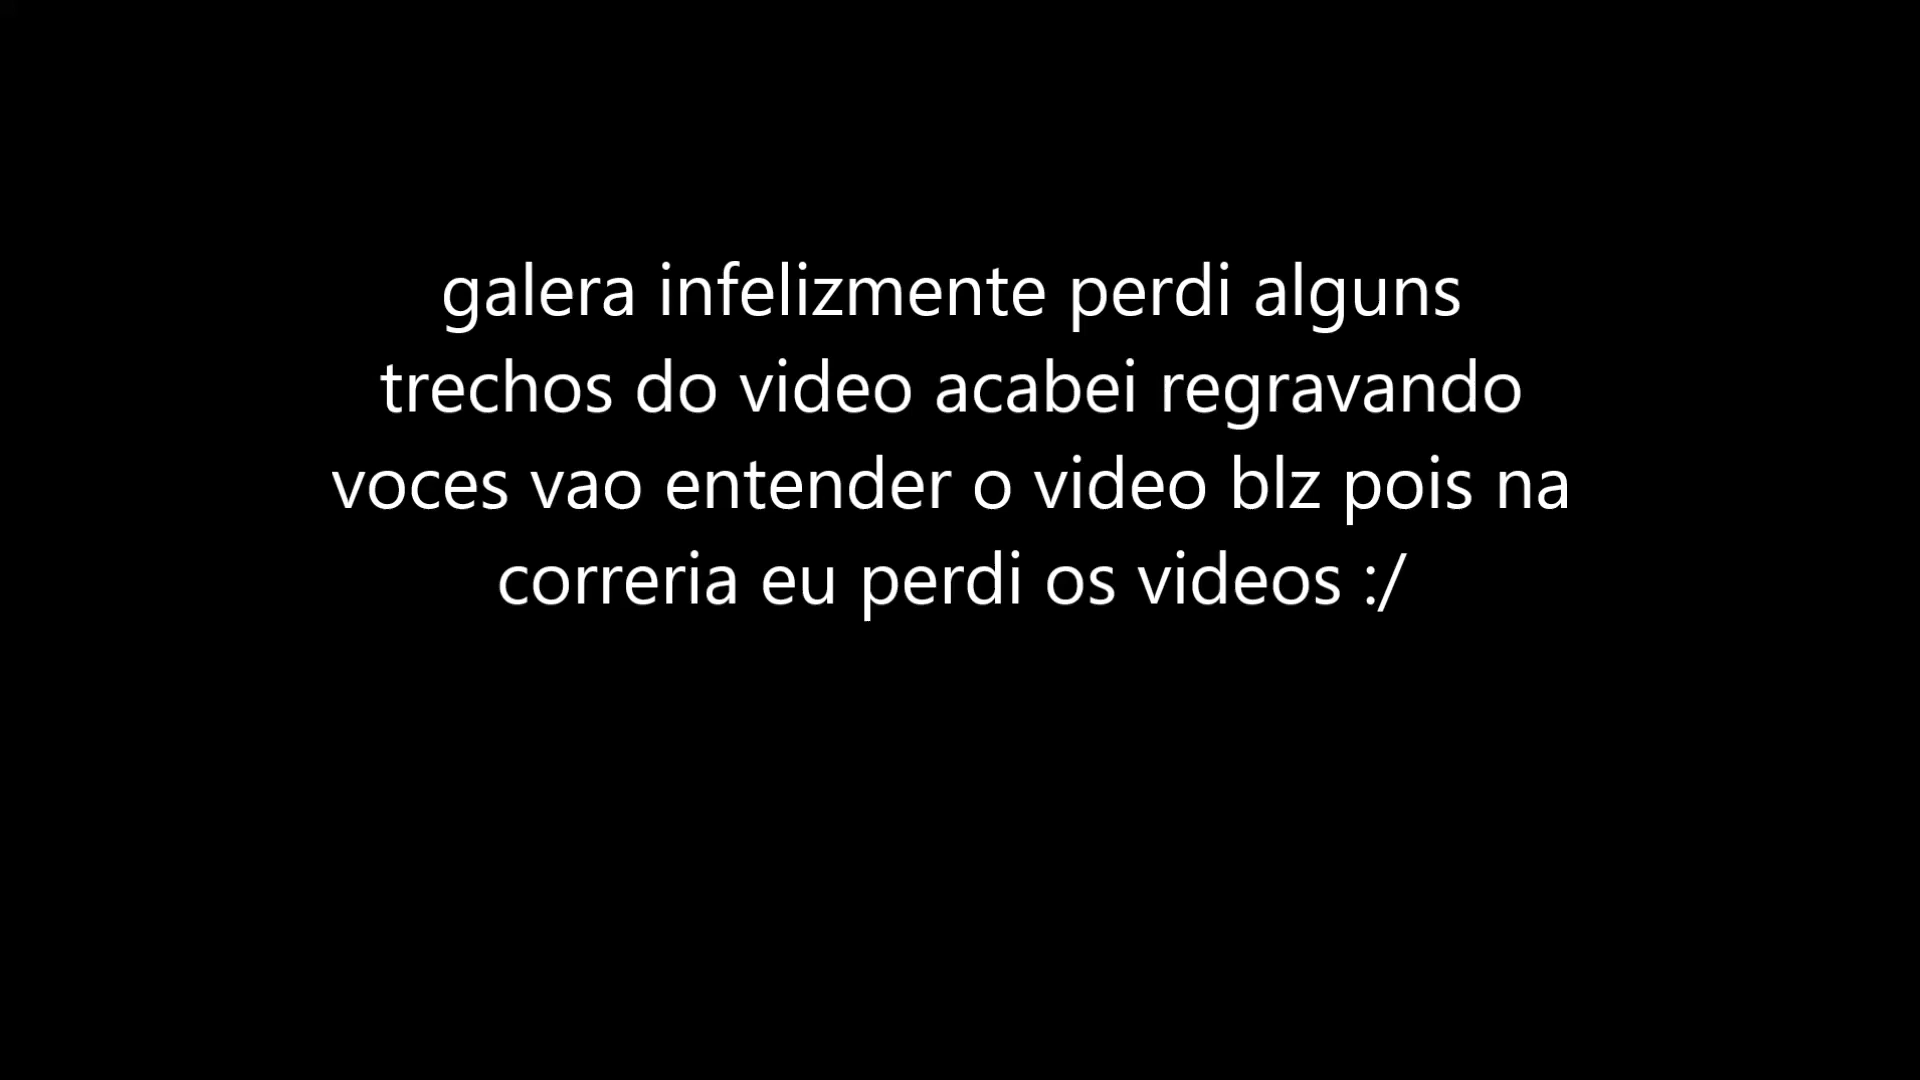 galera infelizmente perdi alguns
trechos do video acabei regravando
voces vao entender o video blz pois na
correria eu perdi os videos :/